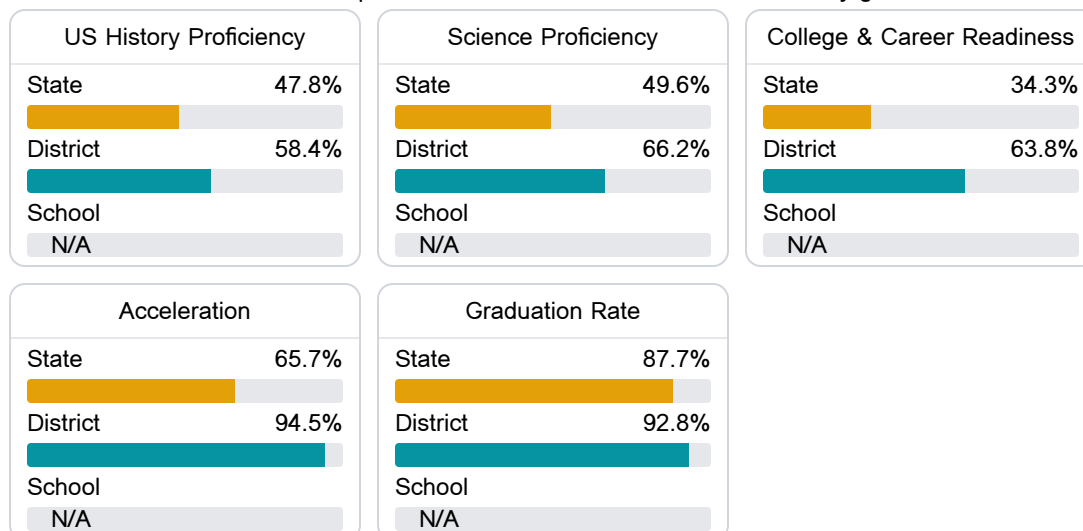 US History Proficiency
State 47.8%
District 58.4%
School
N/A
Science Proficiency
State 49.6%
District 66.2%
School
N/A
College & Career Readiness
State 34.3%
District 63.8%
School
N/A
Acceleration
State 65.7%
District 94.5%
School
N/A
Graduation Rate
State 87.7%
District 92.8%
School
N/A